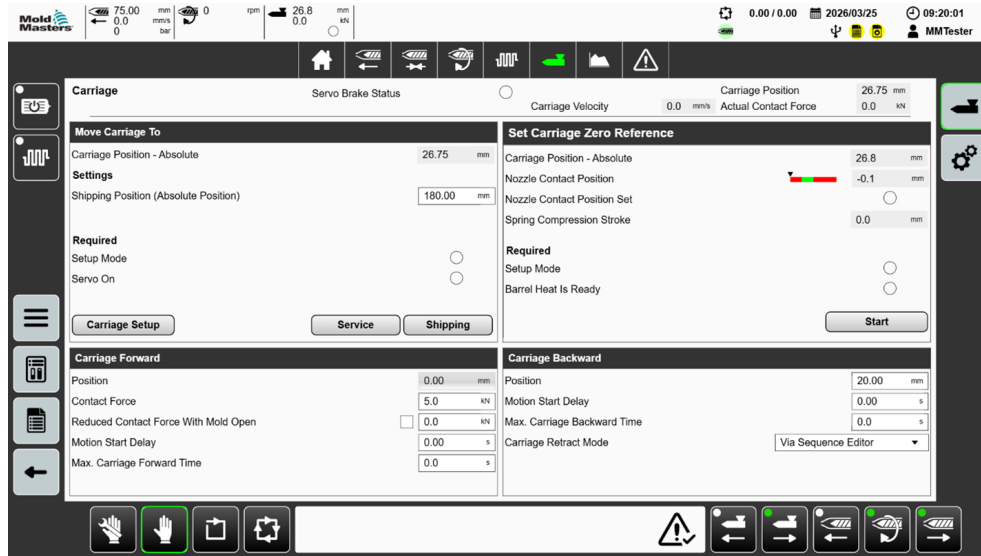 Mold Masters
75.00 mm
0.0 mm/s
0 bar
0 rpm
26.8 mm
0.0 kN
0.00 / 0.00
2026/03/25
09:20:01
MMTester
Carriage
Servo Brake Status
Carriage Velocity 0.0 mm/s
Carriage Position 26.75 mm
Actual Contact Force 0.0 kN
Move Carriage To
Carriage Position - Absolute 26.75 mm
Settings
Shipping Position (Absolute Position) 180.00 mm
Required
Setup Mode
Servo On
Carriage Setup
Service
Shipping
Set Carriage Zero Reference
Carriage Position - Absolute 26.8 mm
Nozzle Contact Position -0.1 mm
Nozzle Contact Position Set
Spring Compression Stroke 0.0 mm
Required
Setup Mode
Barrel Heat Is Ready
Start
Carriage Forward
Position 0.00 mm
Contact Force 5.0 kN
Reduced Contact Force With Mold Open 0.0 kN
Motion Start Delay 0.00 s
Max. Carriage Forward Time 0.0 s
Carriage Backward
Position 20.00 mm
Motion Start Delay 0.00 s
Max. Carriage Backward Time 0.0 s
Carriage Retract Mode Via Sequence Editor